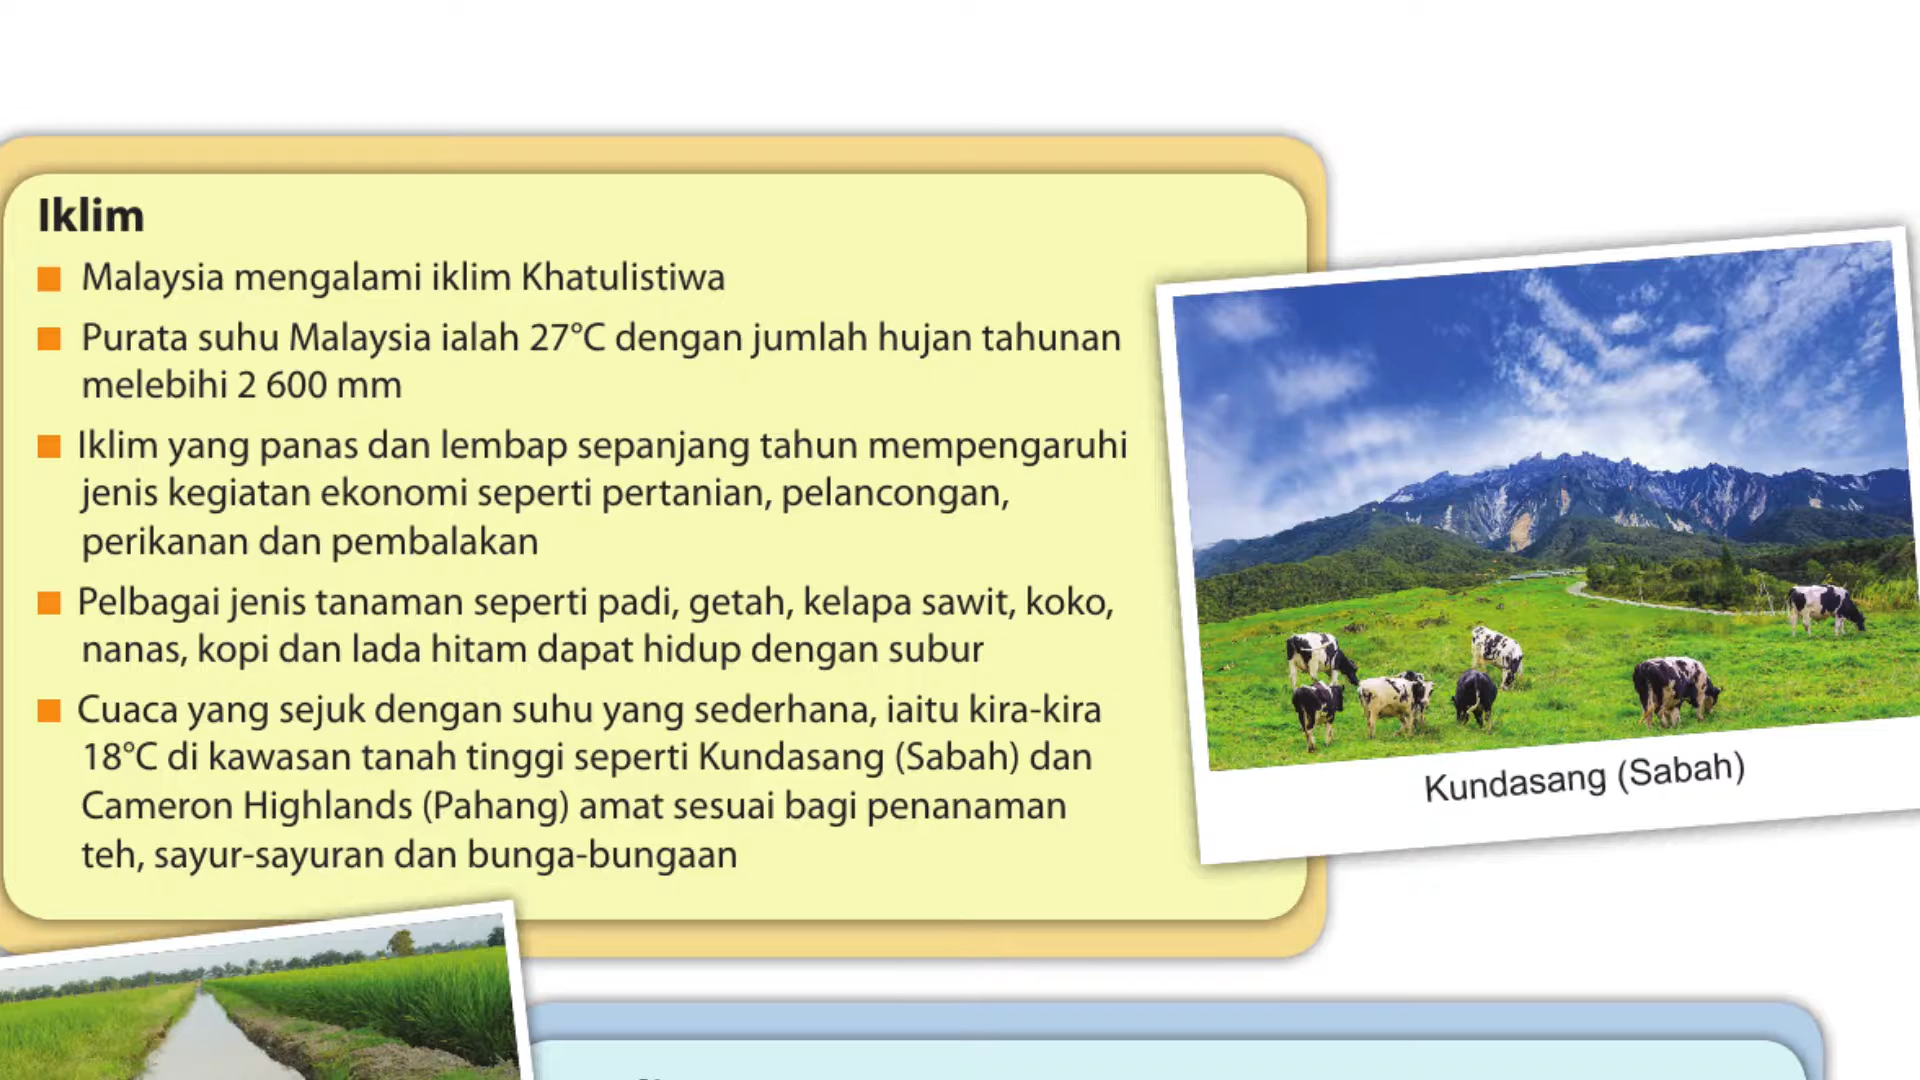 Iklim
Malaysia mengalami iklim Khatulistiwa
Purata suhu Malaysia ialah 27°C dengan jumlah hujan tahunan
melebihi 2 600 mm
Iklim yang panas dan lembap sepanjang tahun mempengaruhi
jenis kegiatan ekonomi seperti pertanian, pelancongan,
perikanan dan pembalakan
Pelbagai jenis tanaman seperti padi, getah, kelapa sawit, koko,
nanas, kopi dan lada hitam dapat hidup dengan subur
Cuaca yang sejuk dengan suhu yang sederhana, iaitu kira-kira
18°C di kawasan tanah tinggi seperti Kundasang (Sabah) dan
Cameron Highlands (Pahang) amat sesuai bagi penanaman
teh, sayur-sayuran dan bunga-bungaan
Kundasang (Sabah)